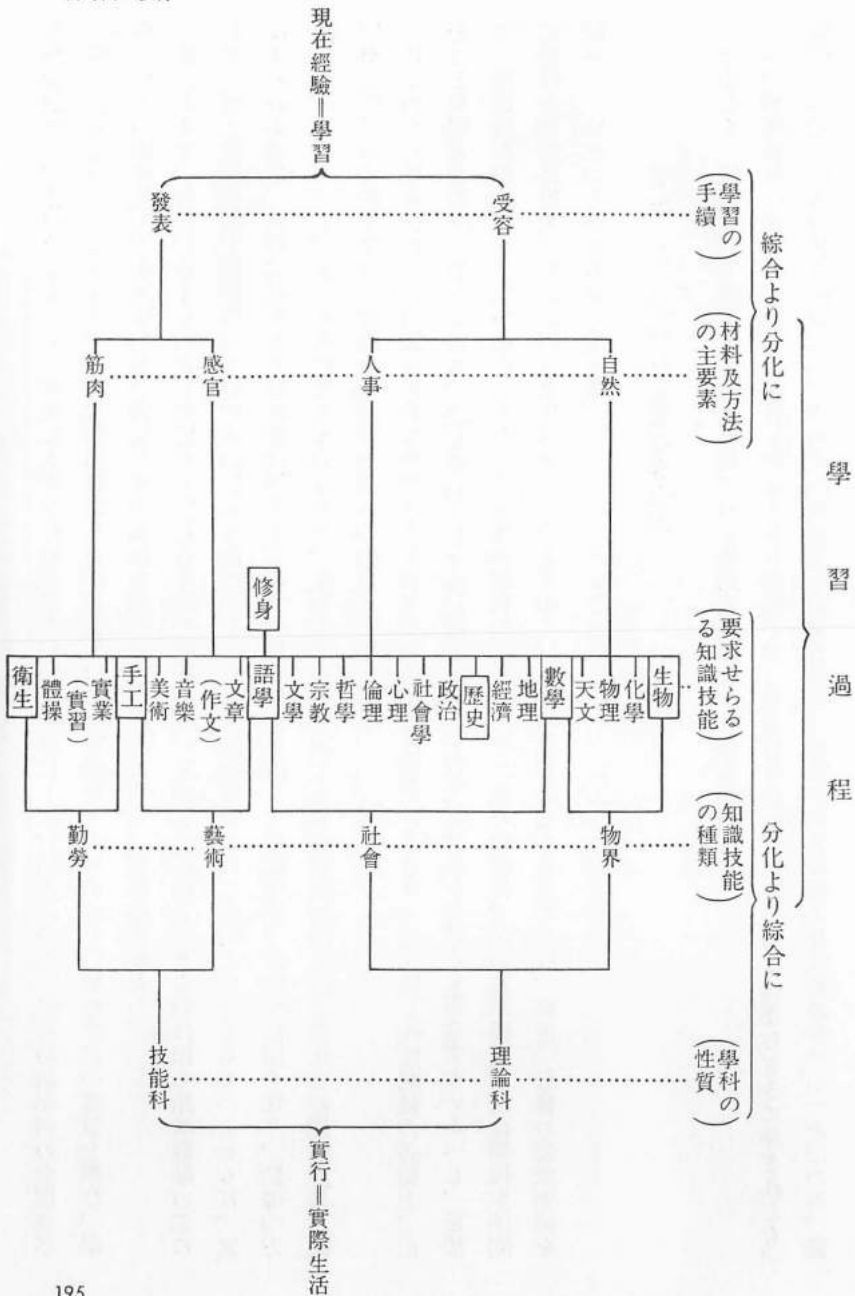 學習過程
綜合より分化に
分化より綜合に
(學習の
手續)
(材料及方法
の主要素)
(要求せらる
る知識技能)
(知識技能
の種類)
(學科の
性質)
現在經驗＝學習
受容
發表
自然
人事
感官
筋肉
修身
生物
化學
物理
天文
數學
地理
經濟
歷史
政治
社會學
心理
倫理
哲學
宗教
文學
語學
文章
(作文)
音樂
美術
手工
實業
(實習)
體操
衛生
物界
社會
藝術
勤勞
理論科
技能科
實行＝實際生活
195